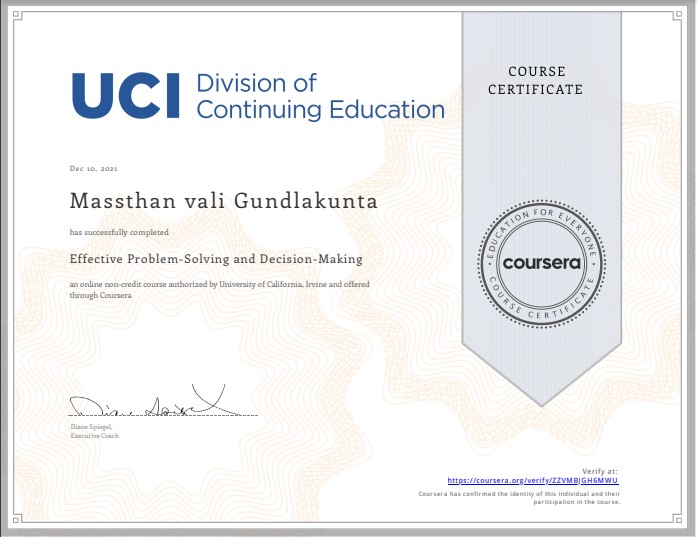 UCI Division of
Continuing Education
COURSE
CERTIFICATE
Dec 10, 2021
Massthan vali Gundlakunta
has successfully completed
Effective Problem-Solving and Decision-Making
an online non-credit course authorized by University of California, Irvine and offered
through Coursera
EDUCATION FOR EVERYONE
coursera
COURSE CERTIFICATE
Diane Spiegel,
Executive Coach
Verify at:
https://coursera.org/verify/ZZVMBJGH6MWU
Coursera has confirmed the identity of this individual and their
participation in the course.